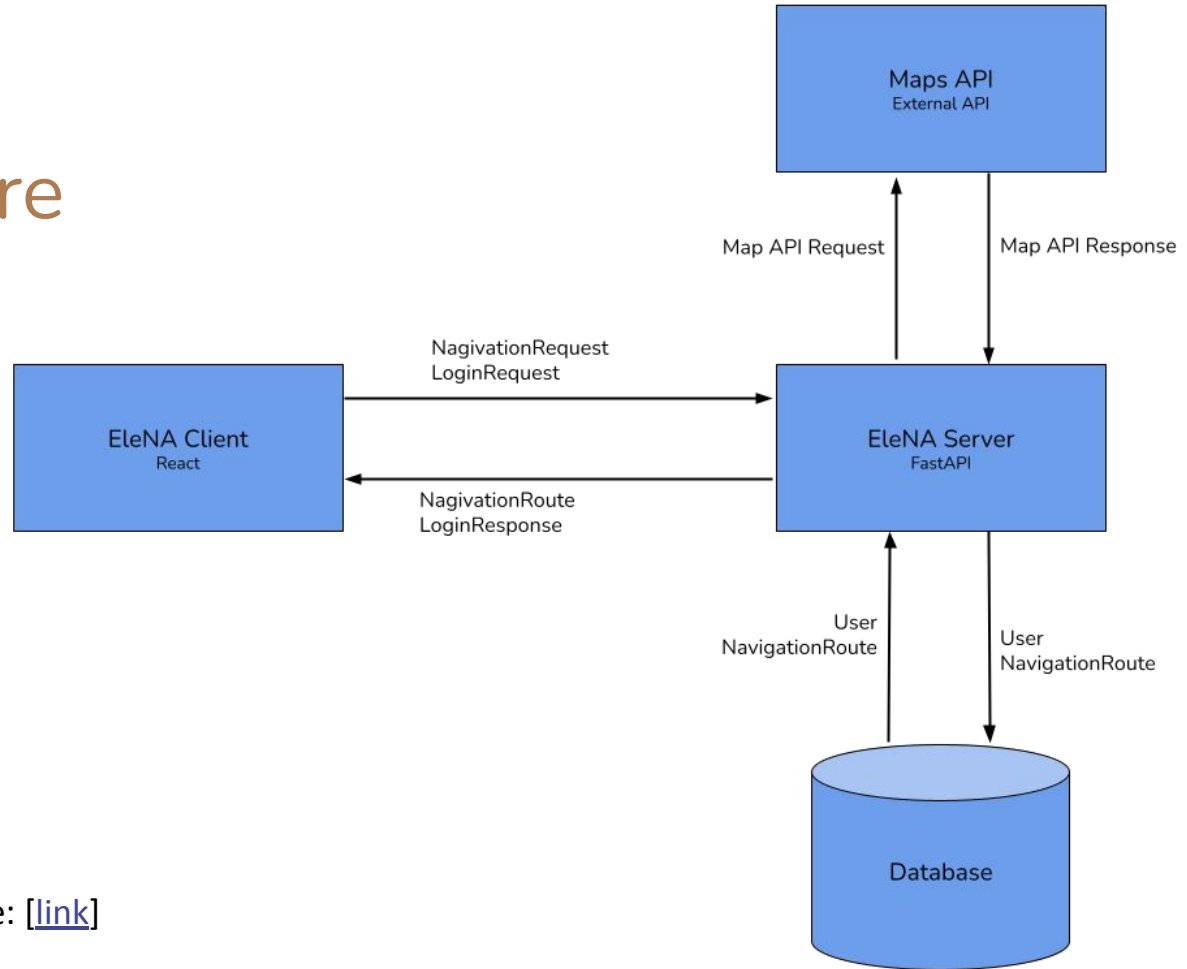 re
Maps API
External API
Map API Request
Map API Response
NagivationRequest
LoginRequest
EleNA Client
React
EleNA Server
FastAPI
NagivationRoute
LoginResponse
User
NavigationRoute
User
NavigationRoute
Database
e: [link]